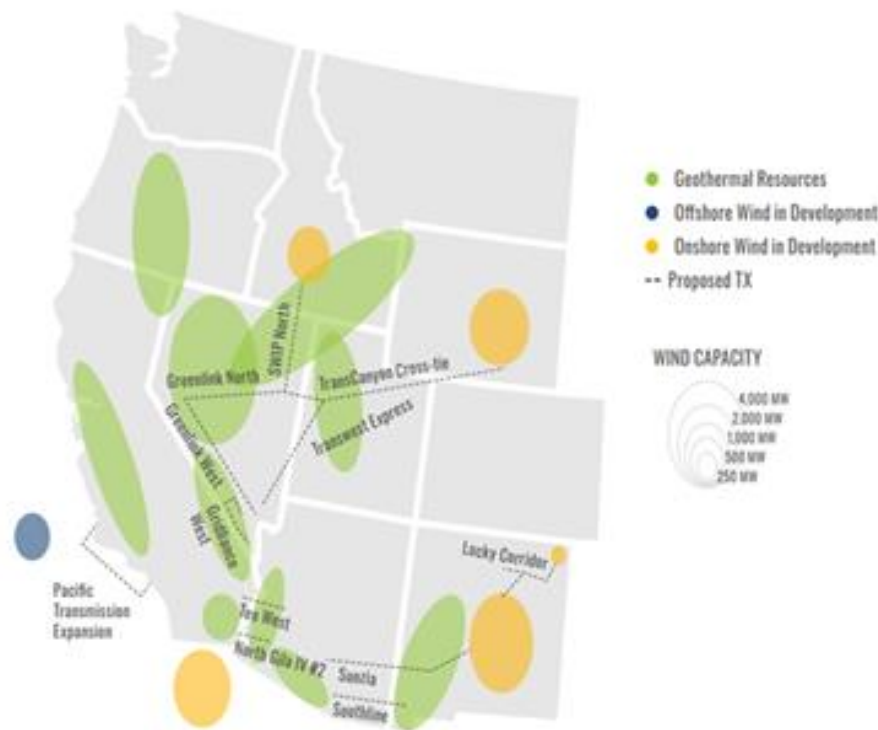 Geothermal Resources
Offshore Wind in Development
Onshore Wind in Development
Proposed TX
WIND CAPACITY
4,000 MW
2,000 MW
1,000 MW
500 MW
250 MW
SWIP North
Greenlink North
TransCanyon Cross-tie
Transwest Express
Greenlink West
Gridliance
West
Lucky Corridor
Pacific
Transmission
Expansion
Ten West
North Gila IV #2
Sunzia
Southline